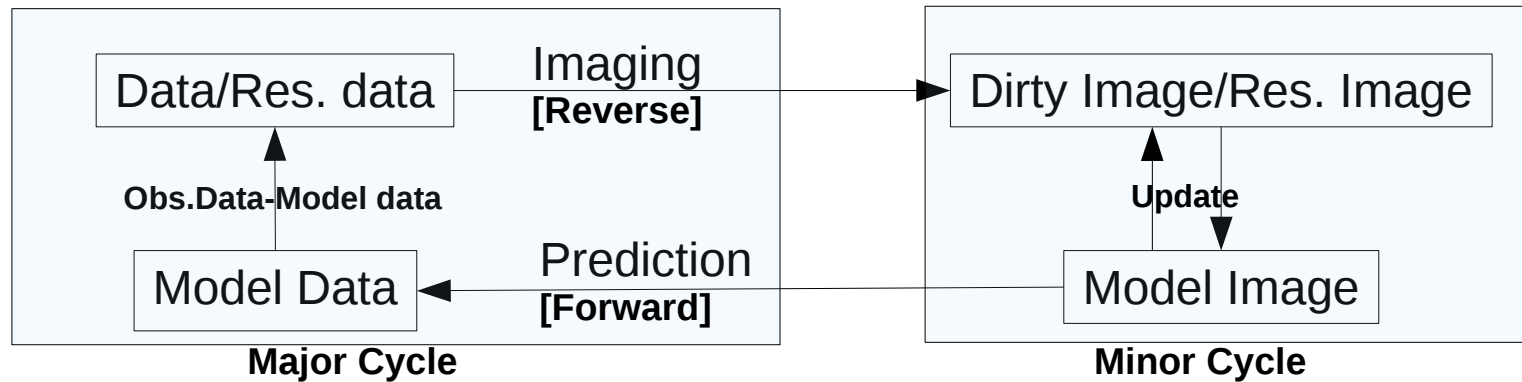 Data/Res. data
Imaging
[Reverse]
Dirty Image/Res. Image
Obs.Data-Model data
Update
Model Data
Prediction
[Forward]
Model Image
Major Cycle
Minor Cycle